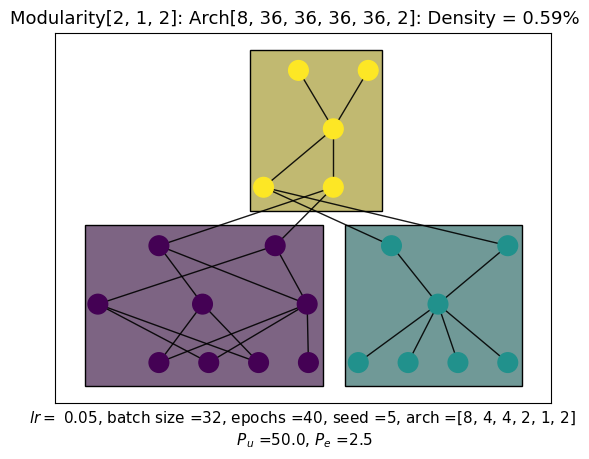 Modularity[2, 1, 2]: Arch[8, 36, 36, 36, 36, 2]: Density = 0.59%
lr = 0.05, batch size =32, epochs =40, seed =5, arch =[8, 4, 4, 2, 1, 2]
P_u =50.0, P_e =2.5